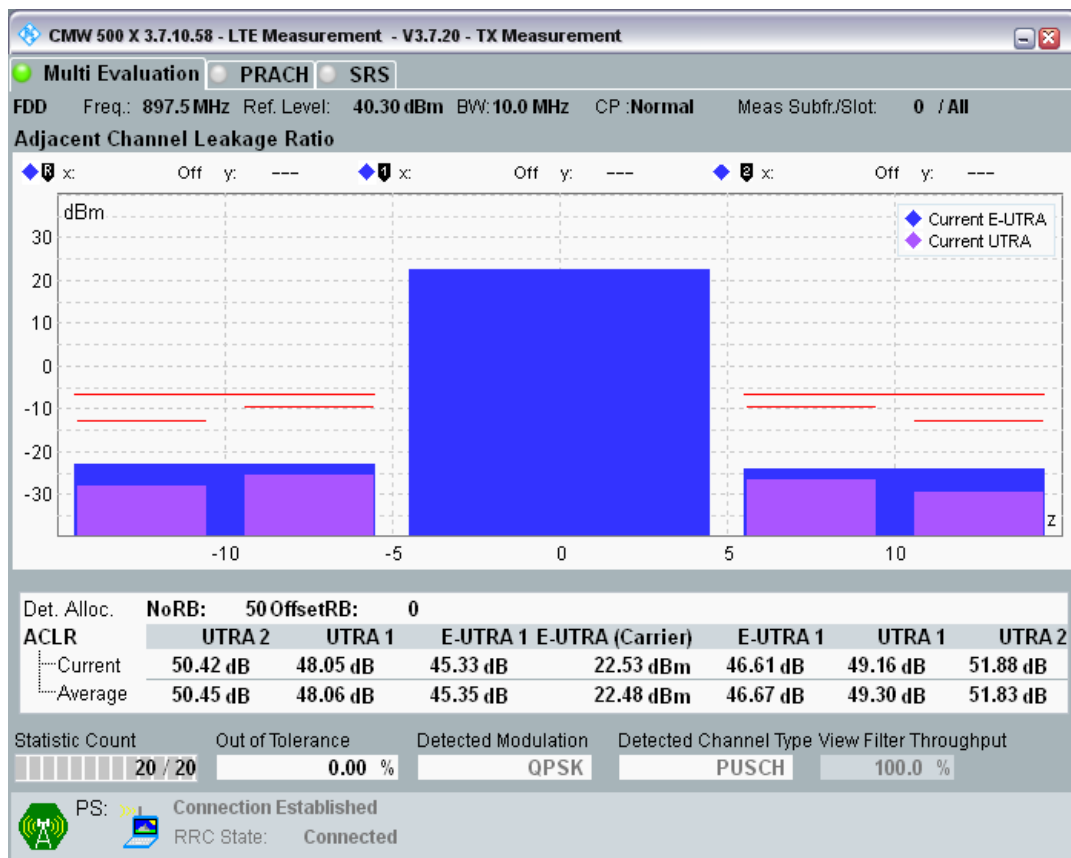 CMW 500 X 3.7.10.58 - LTE Measurement - V3.7.20 - TX Measurement
Multi Evaluation PRACH SRS
FDD Freq.: 897.5 MHz Ref. Level: 40.30 dBm BW: 10.0 MHz CP :Normal Meas Subfr./Slot: 0 / All
Adjacent Channel Leakage Ratio
R x: Off y: --- 1 x: Off y: --- 2 x: Off y: ---
dBm
Current E-UTRA
Current UTRA
30
20
10
0
-10
-20
-30
z
-10 -5 0 5 10
Det. Alloc. NoRB: 50 OffsetRB: 0
ACLR UTRA 2 UTRA 1 E-UTRA 1 E-UTRA (Carrier) E-UTRA 1 UTRA 1 UTRA 2
Current 50.42 dB 48.05 dB 45.33 dB 22.53 dBm 46.61 dB 49.16 dB 51.88 dB
Average 50.45 dB 48.06 dB 45.35 dB 22.48 dBm 46.67 dB 49.30 dB 51.83 dB
Statistic Count Out of Tolerance Detected Modulation Detected Channel Type View Filter Throughput
20 / 20 0.00 % QPSK PUSCH 100.0 %
PS: Connection Established
RRC State: Connected